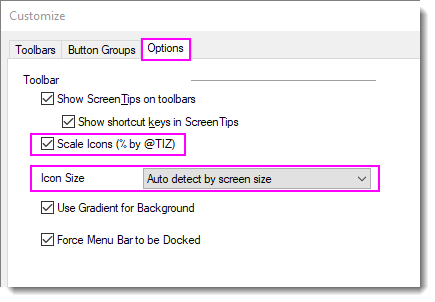 Customize
Toolbars Button Groups Options
Toolbar
Show ScreenTips on toolbars
Show shortcut keys in ScreenTips
Scale Icons (% by @TIZ)
Icon Size Auto detect by screen size
Use Gradient for Background
Force Menu Bar to be Docked